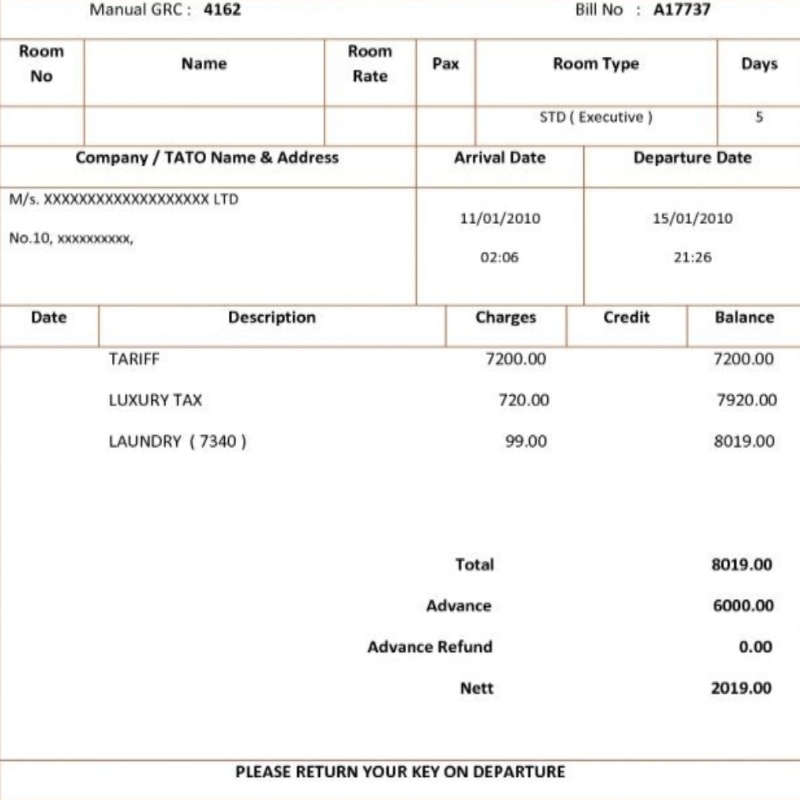 Manual GRC : 4162 Bill No : A17737
Room No Name Room Rate Pax Room Type Days
STD ( Executive ) 5
Company / TATO Name & Address Arrival Date Departure Date
M/s. XXXXXXXXXXXXXXXXXXX LTD
11/01/2010 15/01/2010
No.10, xxxxxxxxxx,
02:06 21:26
Date Description Charges Credit Balance
TARIFF 7200.00 7200.00
LUXURY TAX 720.00 7920.00
LAUNDRY ( 7340 ) 99.00 8019.00
Total 8019.00
Advance 6000.00
Advance Refund 0.00
Nett 2019.00
PLEASE RETURN YOUR KEY ON DEPARTURE